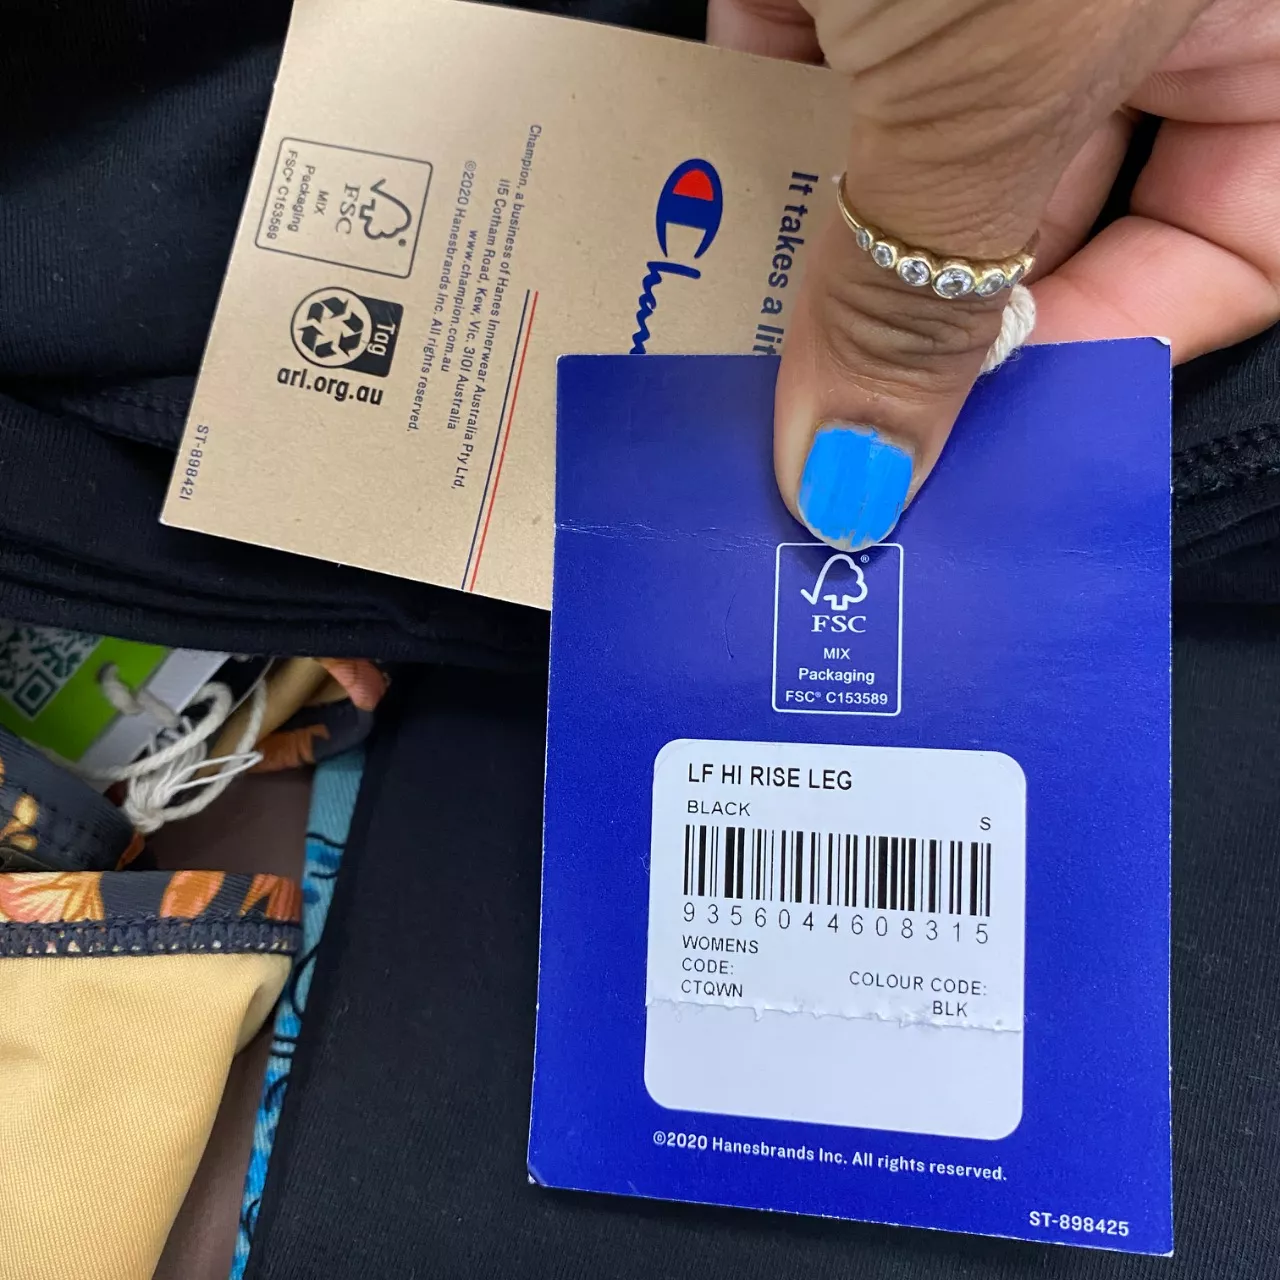 It takes a lit
Cham
Champion, a business of Hanes Innerwear Australia Pty Ltd,
115 Cotham Road, Kew, Vic. 3101 Australia
www.champion.com.au
©2020 Hanesbrands Inc. All rights reserved.
FSC
MIX
Packaging
FSC® C153589
Tag
arl.org.au
ST-898421
®
FSC
MIX
Packaging
FSC® C153589
LF HI RISE LEG
BLACK
S
9356044608315
WOMENS
CODE:
CTQWN
COLOUR CODE:
BLK
©2020 Hanesbrands Inc. All rights reserved.
ST-898425